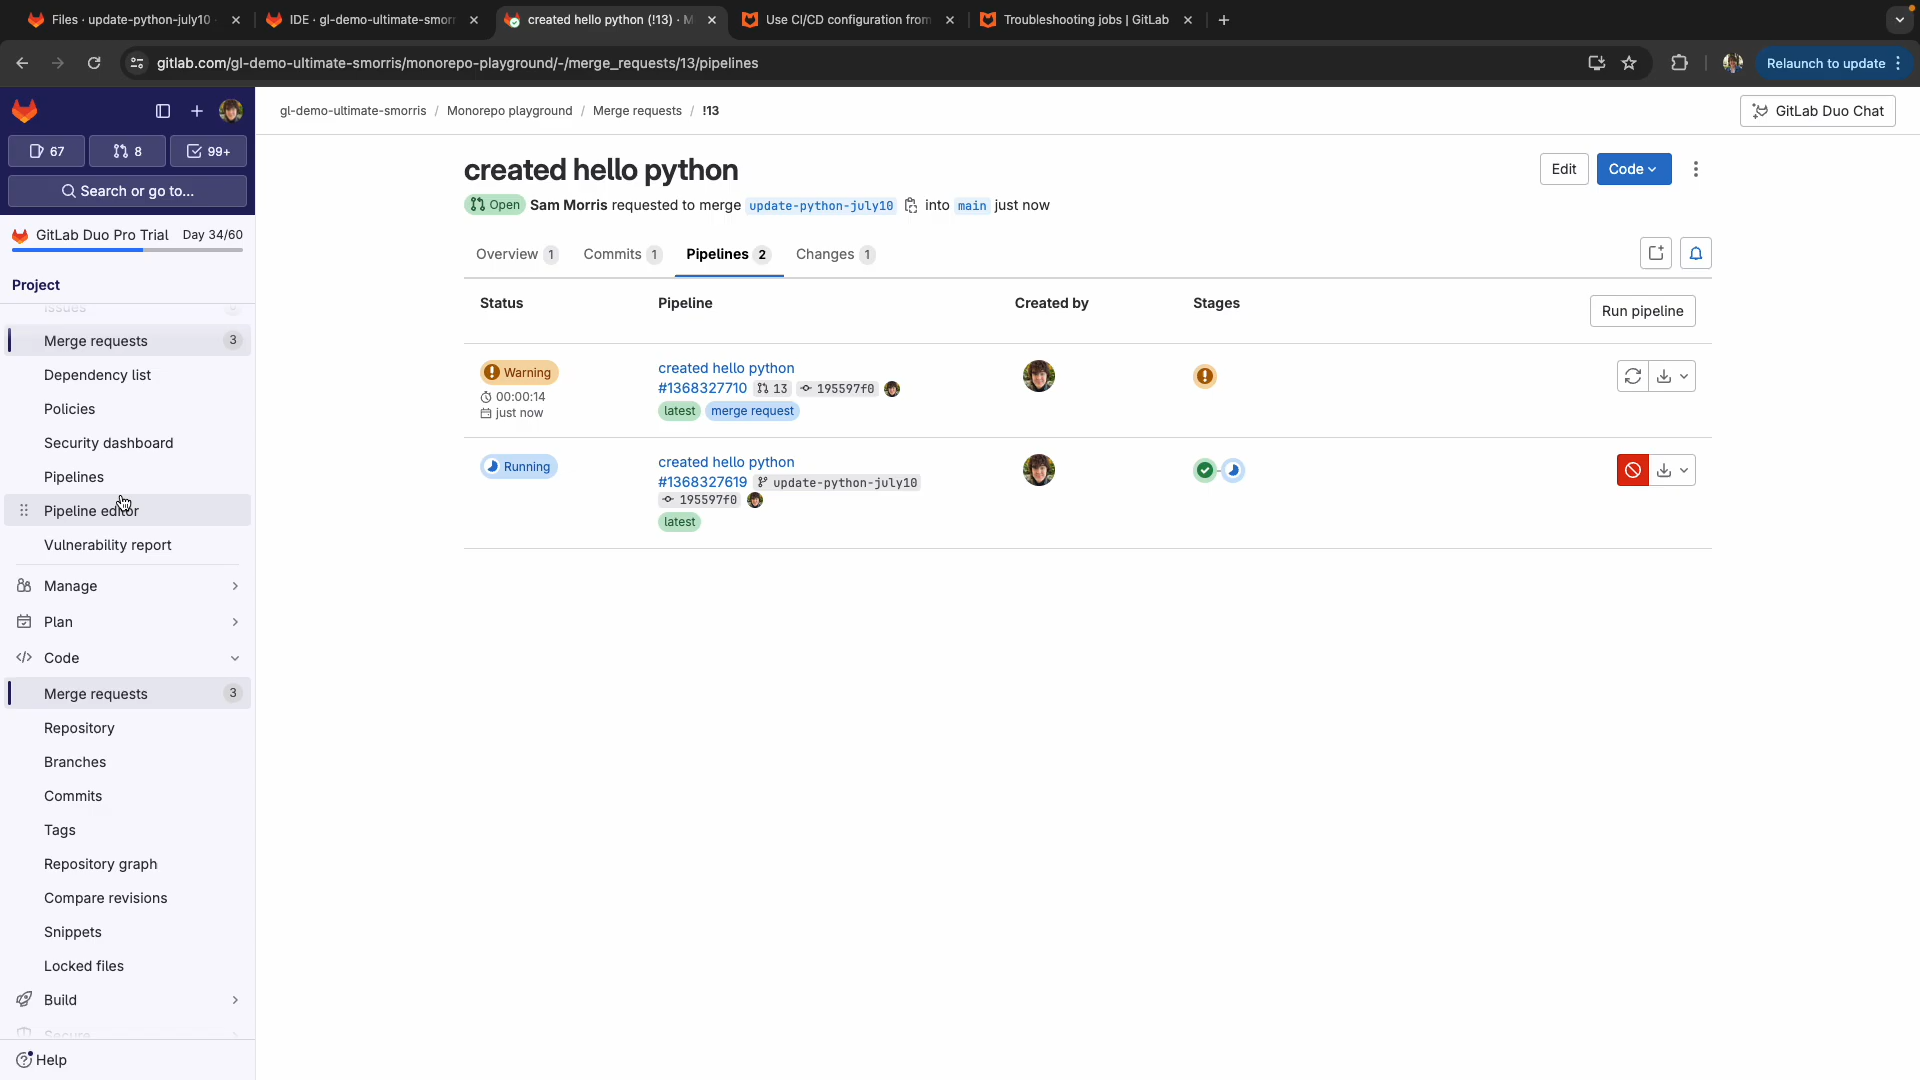 Files · update-python-july10
IDE · gl-demo-ultimate-smorr
created hello python (!13) · M
Use CI/CD configuration from
Troubleshooting jobs | GitLab
gitlab.com/gl-demo-ultimate-smorris/monorepo-playground/-/merge_requests/13/pipelines
Relaunch to update
67
8
99+
Search or go to...
gl-demo-ultimate-smorris / Monorepo playground / Merge requests / !13
GitLab Duo Chat
created hello python
Edit
Code
Open Sam Morris requested to merge update-python-july10 into main just now
Overview 1
Commits 1
Pipelines 2
Changes 1
Status
Pipeline
Created by
Stages
Run pipeline
Warning
00:00:14
just now
created hello python
#1368327710 13 195597f0
latest merge request
Running
created hello python
#1368327619 update-python-july10
195597f0
latest
GitLab Duo Pro Trial Day 34/60
Project
Issues
Merge requests 3
Dependency list
Policies
Security dashboard
Pipelines
Pipeline editor
Vulnerability report
Manage
Plan
Code
Merge requests 3
Repository
Branches
Commits
Tags
Repository graph
Compare revisions
Snippets
Locked files
Build
Secure
Help